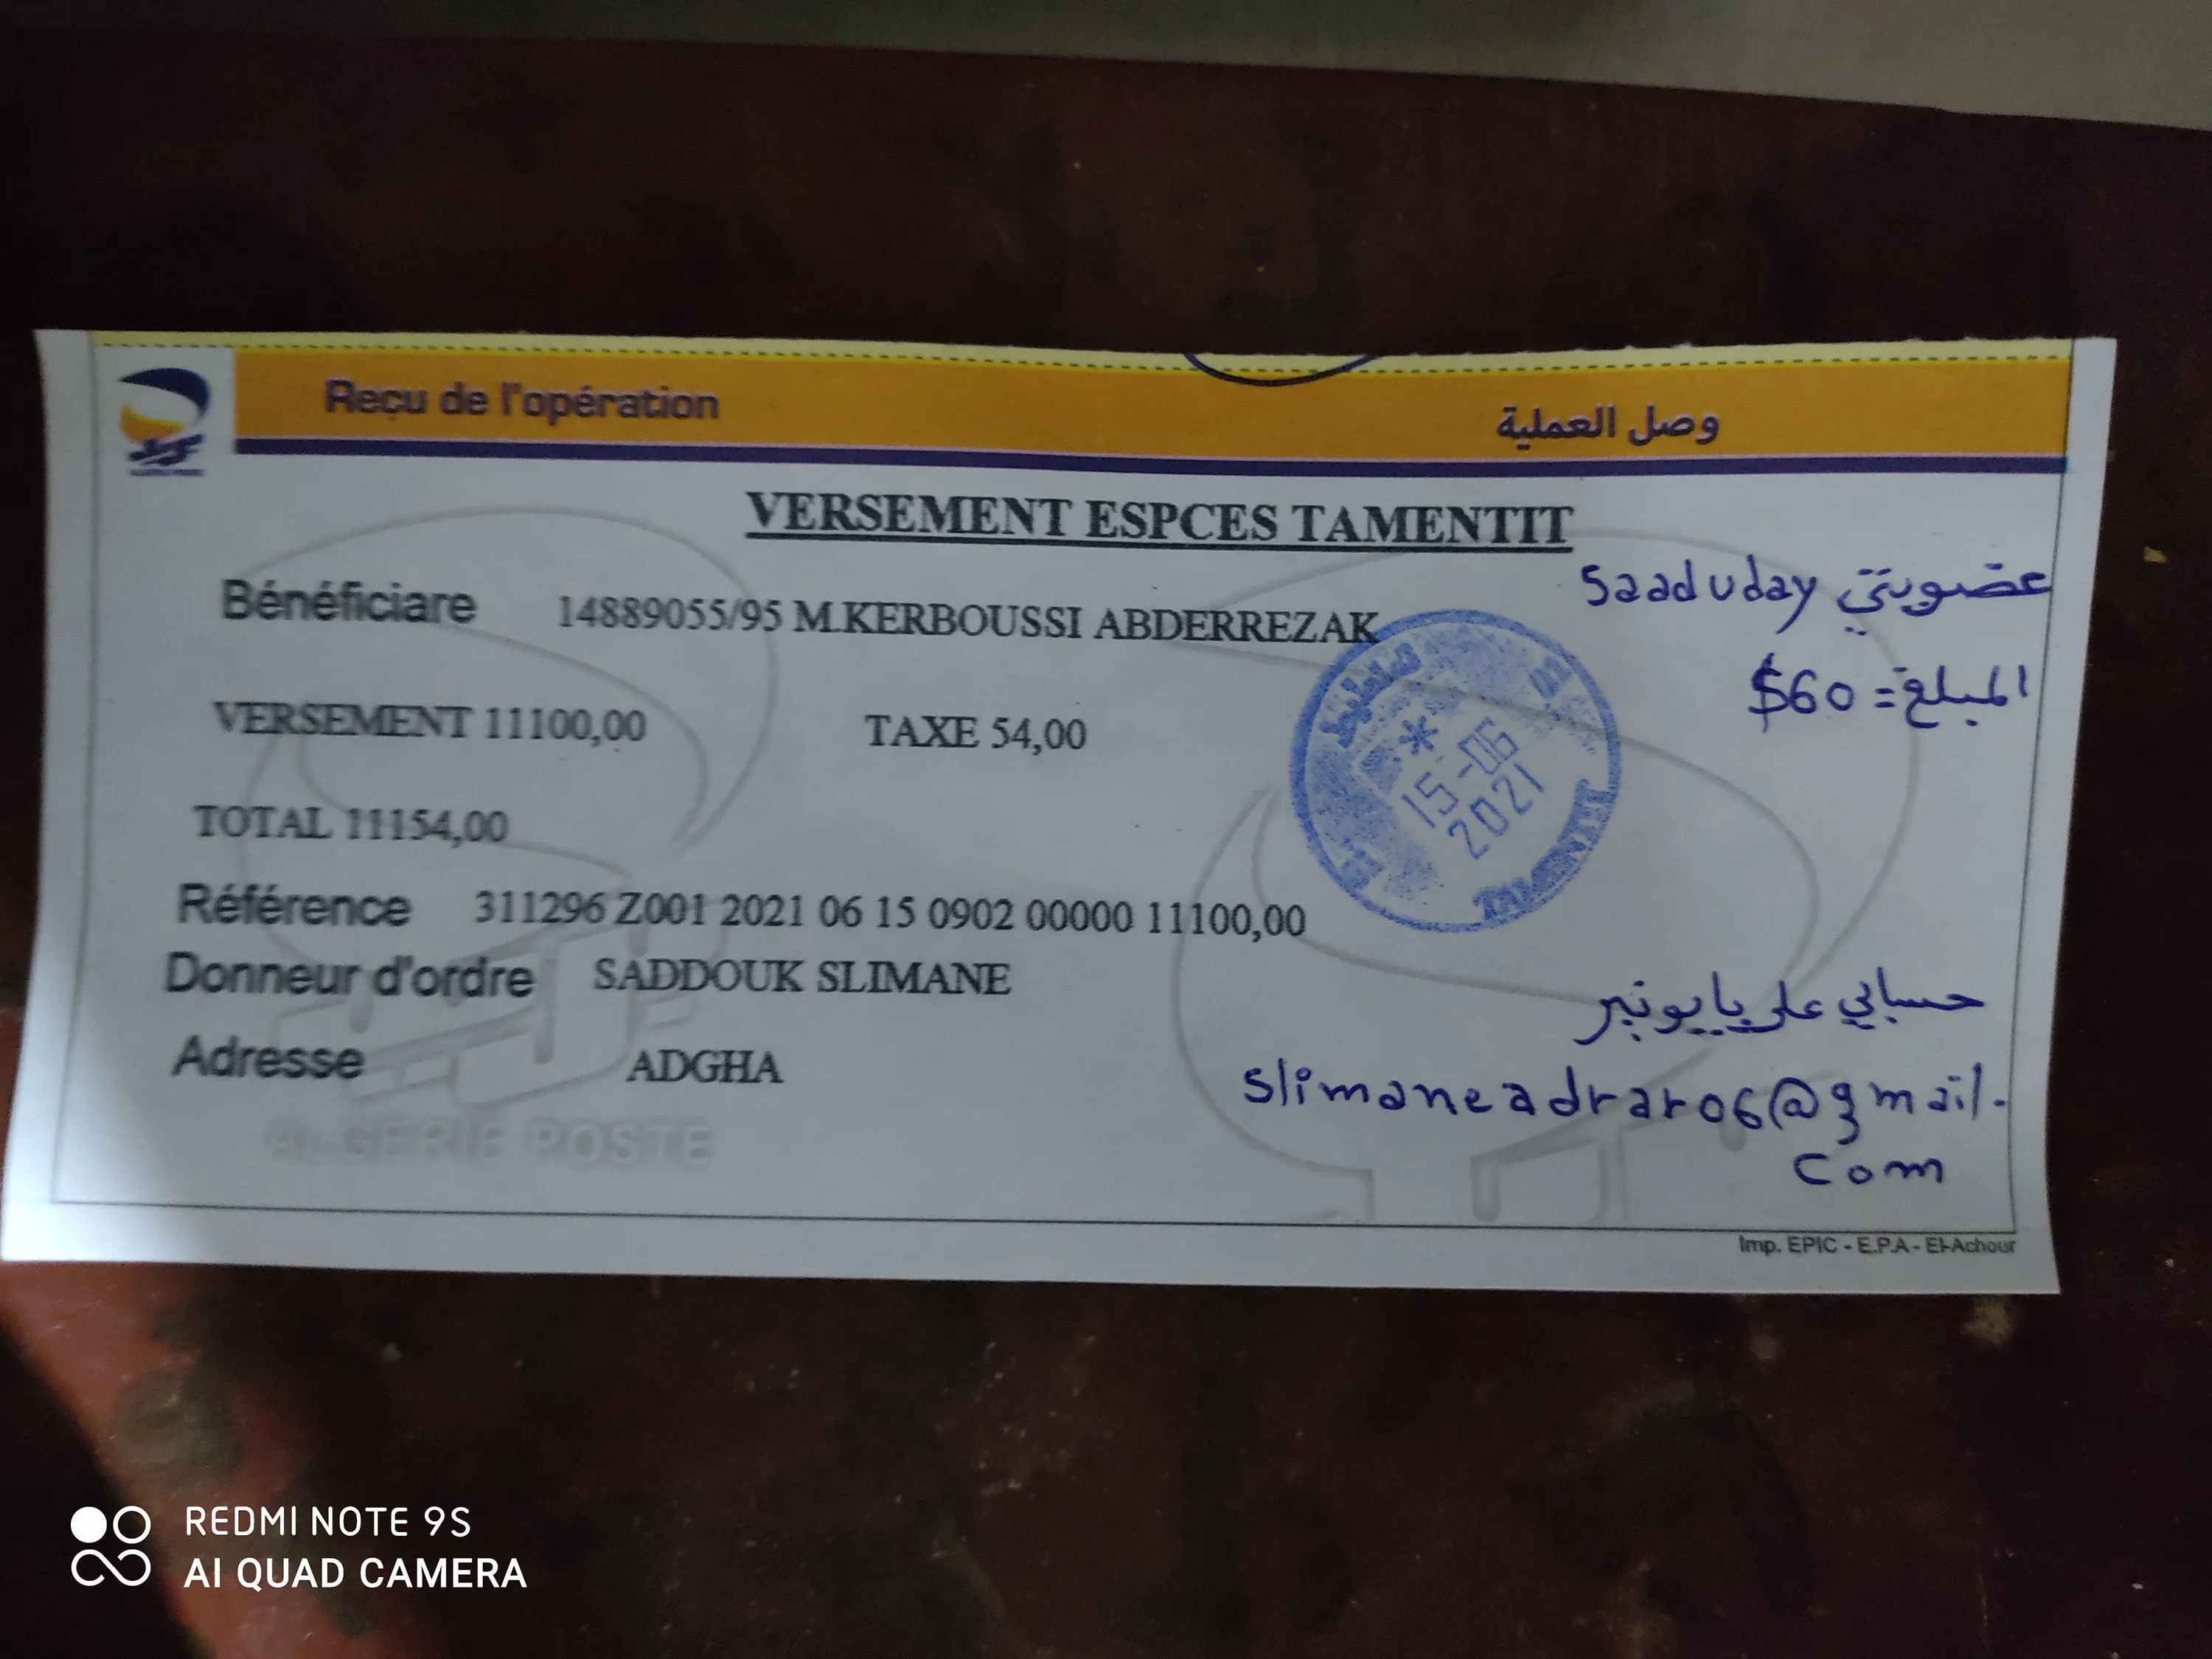 Reçu de l'opération
وصل العملية
VERSEMENT ESPCES TAMENTIT
Bénéficiare 14889055/95 M.KERBOUSSI ABDERREZAK
عضويتي saaduday
المبلغ = 60$
VERSEMENT 11100,00 TAXE 54,00
15-06
2021
TAMENTIT
TOTAL 11154,00
Référence 311296 Z001 2021 06 15 0902 00000 11100,00
Donneur d'ordre SADDOUK SLIMANE
حسابي على بايونير
Adresse ADGHA
slimaneadrar06@gmail.
com
ALGERIE POSTE
Imp. EPIC - E.P.A - El-Achour
REDMI NOTE 9S
AI QUAD CAMERA